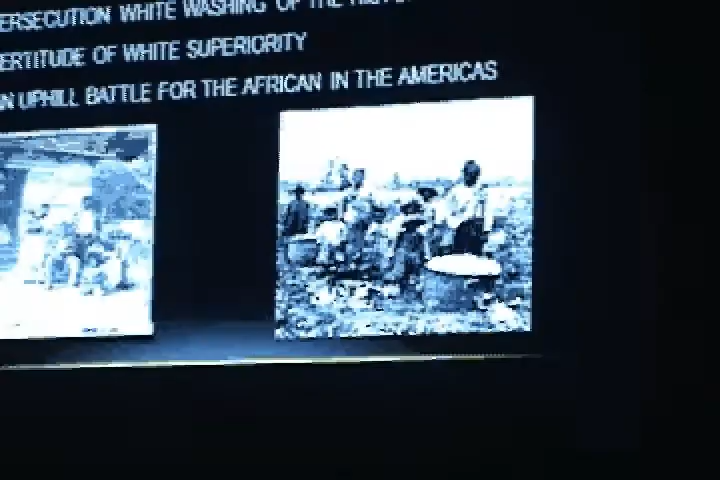 ERSECUTION WHITE WASHING OF THE
ERTITUDE OF WHITE SUPERIORITY
N UPHILL BATTLE FOR THE AFRICAN IN THE AMERICAS